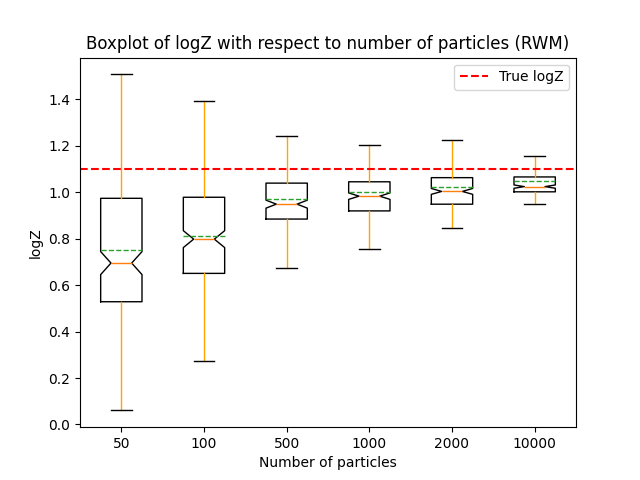 Boxplot of logZ with respect to number of particles (RWM)
True logZ
1.4
1.2
1.0
0.8
0.6
0.4
0.2
0.0
logZ
50 100 500 1000 2000 10000
Number of particles